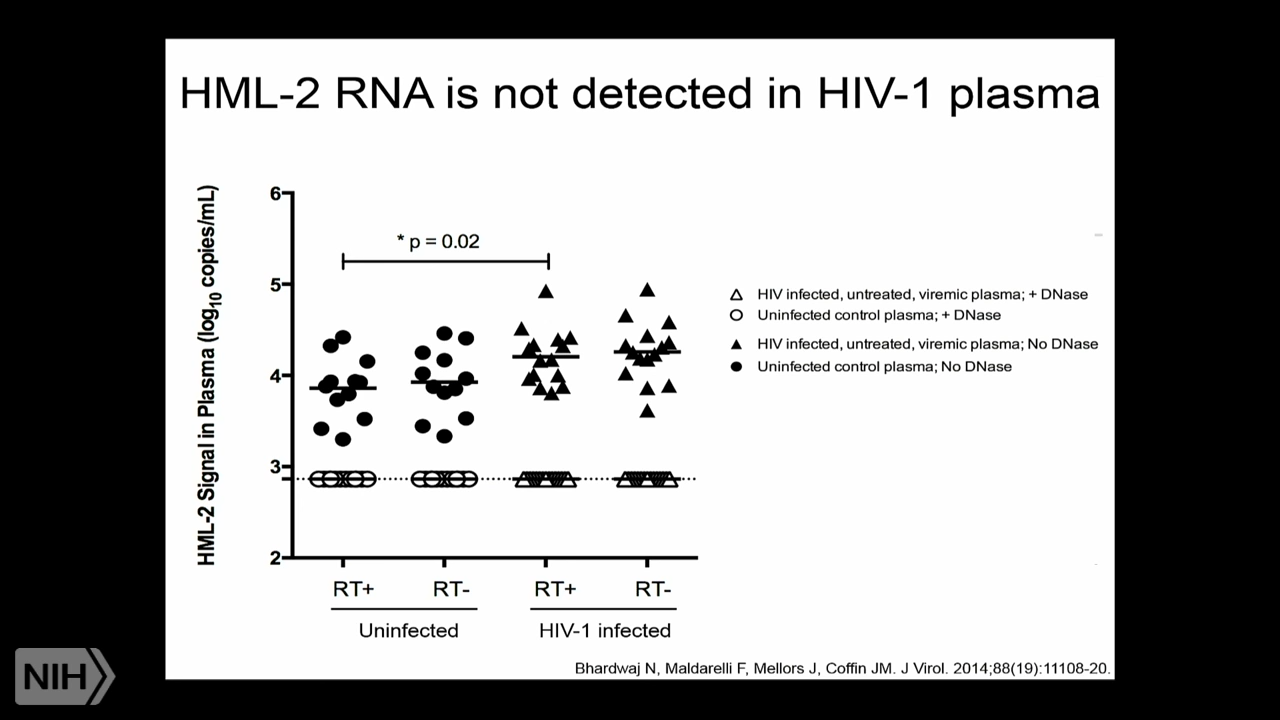 HML-2 RNA is not detected in HIV-1 plasma
HML-2 Signal in Plasma (log10 copies/mL)
6
5
4
3
2
* p = 0.02
RT+
RT-
RT+
RT-
Uninfected
HIV-1 infected
HIV infected, untreated, viremic plasma; + DNase
Uninfected control plasma; + DNase
HIV infected, untreated, viremic plasma; No DNase
Uninfected control plasma; No DNase
Bhardwaj N, Maldarelli F, Mellors J, Coffin JM. J Virol. 2014;88(19):11108-20.
NIH